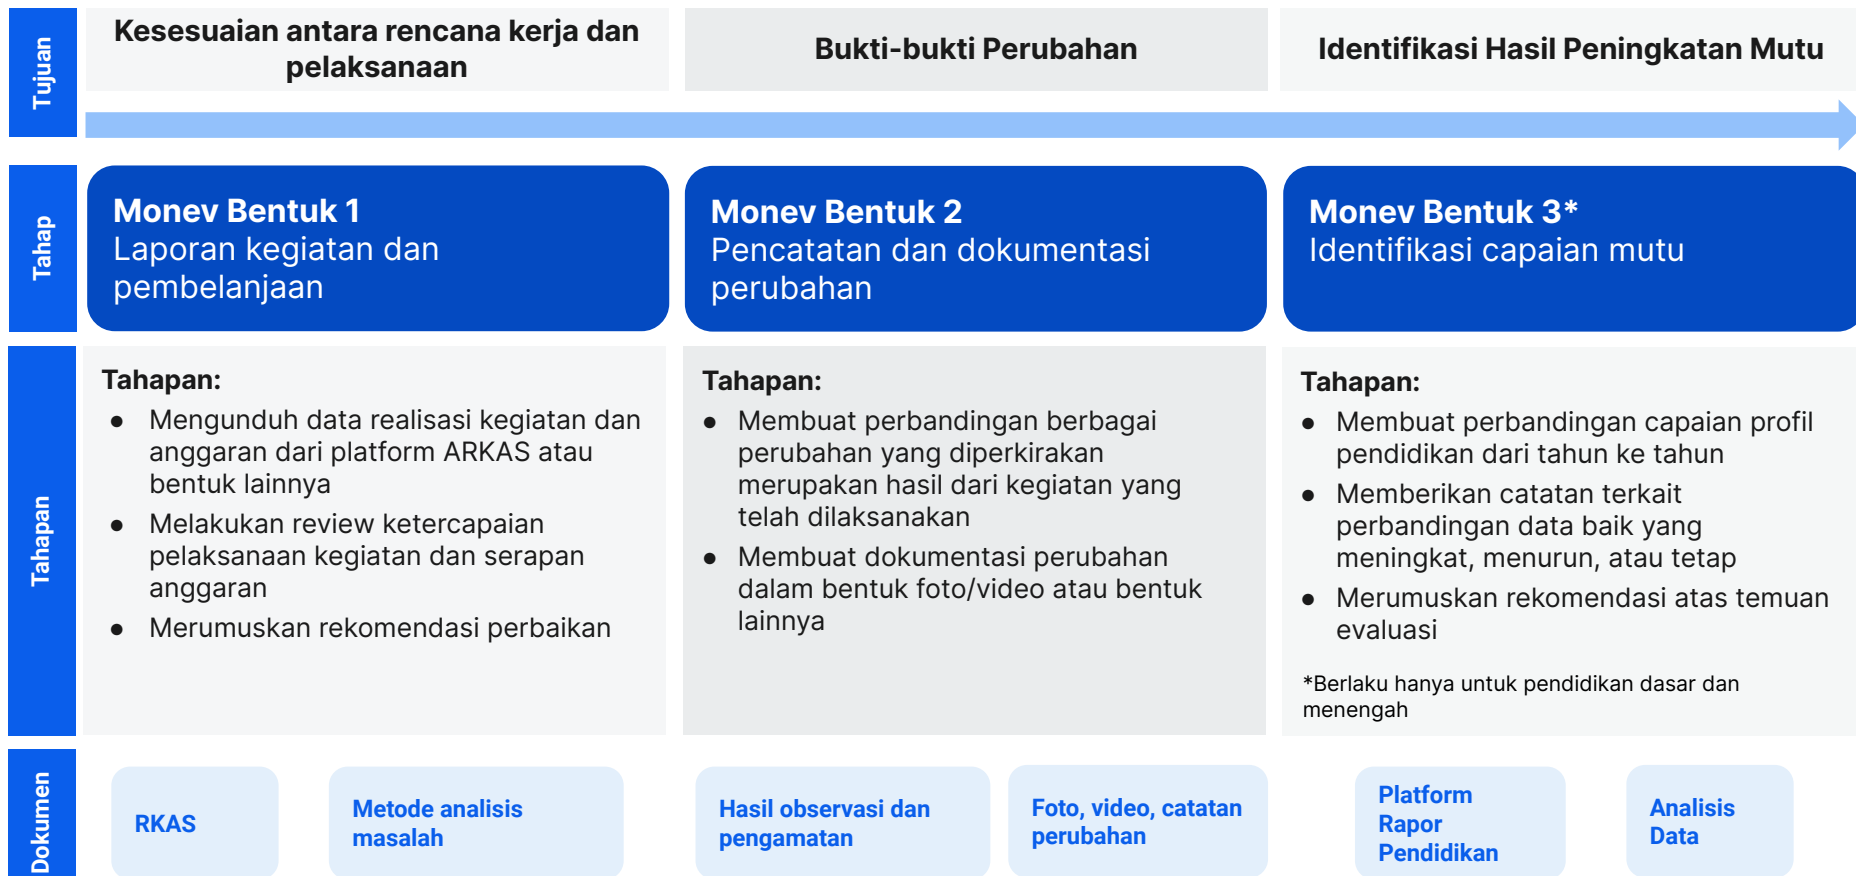 Tujuan
Kesesuaian antara rencana kerja dan
pelaksanaan
Bukti-bukti Perubahan
Identifikasi Hasil Peningkatan Mutu
Tahap
Monev Bentuk 1
Laporan kegiatan dan
pembelanjaan
Monev Bentuk 2
Pencatatan dan dokumentasi
perubahan
Monev Bentuk 3*
Identifikasi capaian mutu
Tahapan
Tahapan:
● Mengunduh data realisasi kegiatan dan
anggaran dari platform ARKAS atau
bentuk lainnya
● Melakukan review ketercapaian
pelaksanaan kegiatan dan serapan
anggaran
● Merumuskan rekomendasi perbaikan
Tahapan:
● Membuat perbandingan berbagai
perubahan yang diperkirakan
merupakan hasil dari kegiatan yang
telah dilaksanakan
● Membuat dokumentasi perubahan
dalam bentuk foto/video atau bentuk
lainnya
Tahapan:
● Membuat perbandingan capaian profil
pendidikan dari tahun ke tahun
● Memberikan catatan terkait
perbandingan data baik yang
meningkat, menurun, atau tetap
● Merumuskan rekomendasi atas temuan
evaluasi
*Berlaku hanya untuk pendidikan dasar dan
menengah
Dokumen
RKAS
Metode analisis
masalah
Hasil observasi dan
pengamatan
Foto, video, catatan
perubahan
Platform
Rapor
Pendidikan
Analisis
Data